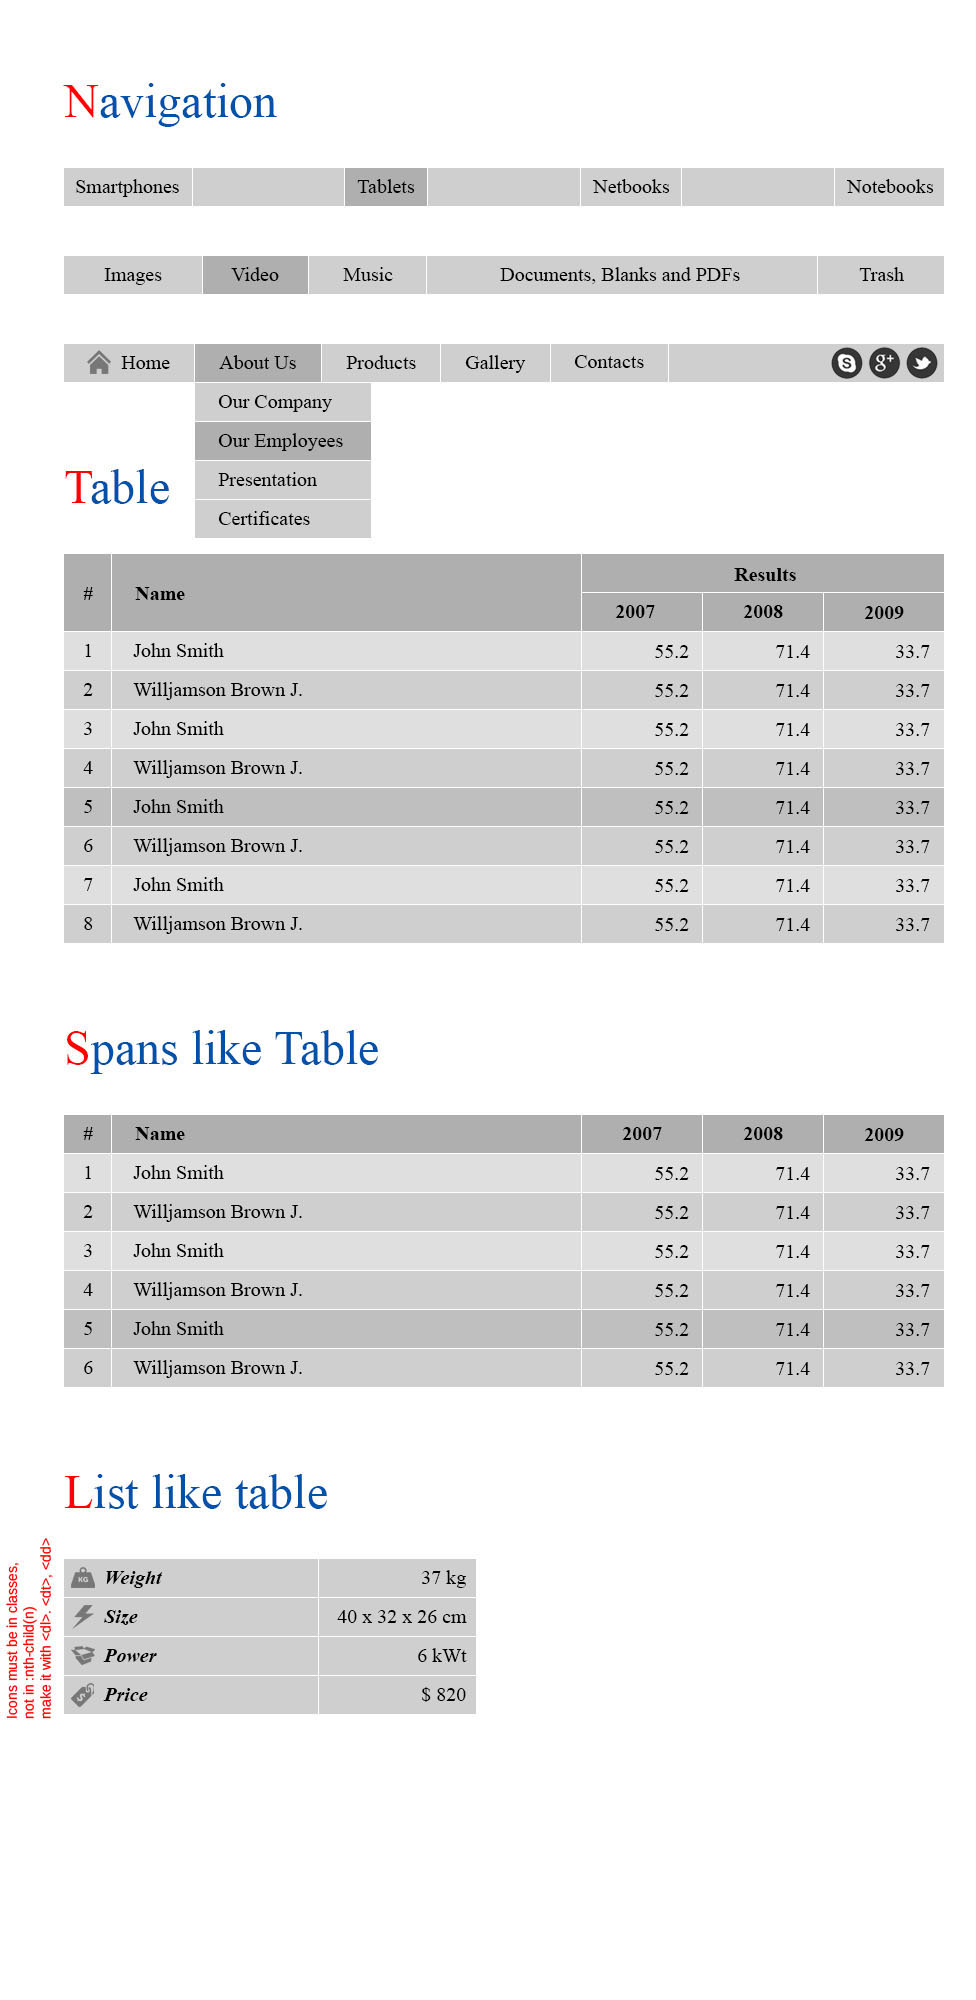 Navigation
Smartphones Tablets Netbooks Notebooks
Images Video Music Documents, Blanks and PDFs Trash
Home About Us Products Gallery Contacts S g+
Our Company
Our Employees
Presentation
Certificates
Table
# Name Results
2007 2008 2009
1 John Smith 55.2 71.4 33.7
2 Willjamson Brown J. 55.2 71.4 33.7
3 John Smith 55.2 71.4 33.7
4 Willjamson Brown J. 55.2 71.4 33.7
5 John Smith 55.2 71.4 33.7
6 Willjamson Brown J. 55.2 71.4 33.7
7 John Smith 55.2 71.4 33.7
8 Willjamson Brown J. 55.2 71.4 33.7
Spans like Table
# Name 2007 2008 2009
1 John Smith 55.2 71.4 33.7
2 Willjamson Brown J. 55.2 71.4 33.7
3 John Smith 55.2 71.4 33.7
4 Willjamson Brown J. 55.2 71.4 33.7
5 John Smith 55.2 71.4 33.7
6 Willjamson Brown J. 55.2 71.4 33.7
List like table
Icons must be in classes,
not in :nth-child(n)
make it with <dl>. <dt>, <dd>
KG Weight 37 kg
Size 40 x 32 x 26 cm
Power 6 kWt
$ Price $ 820